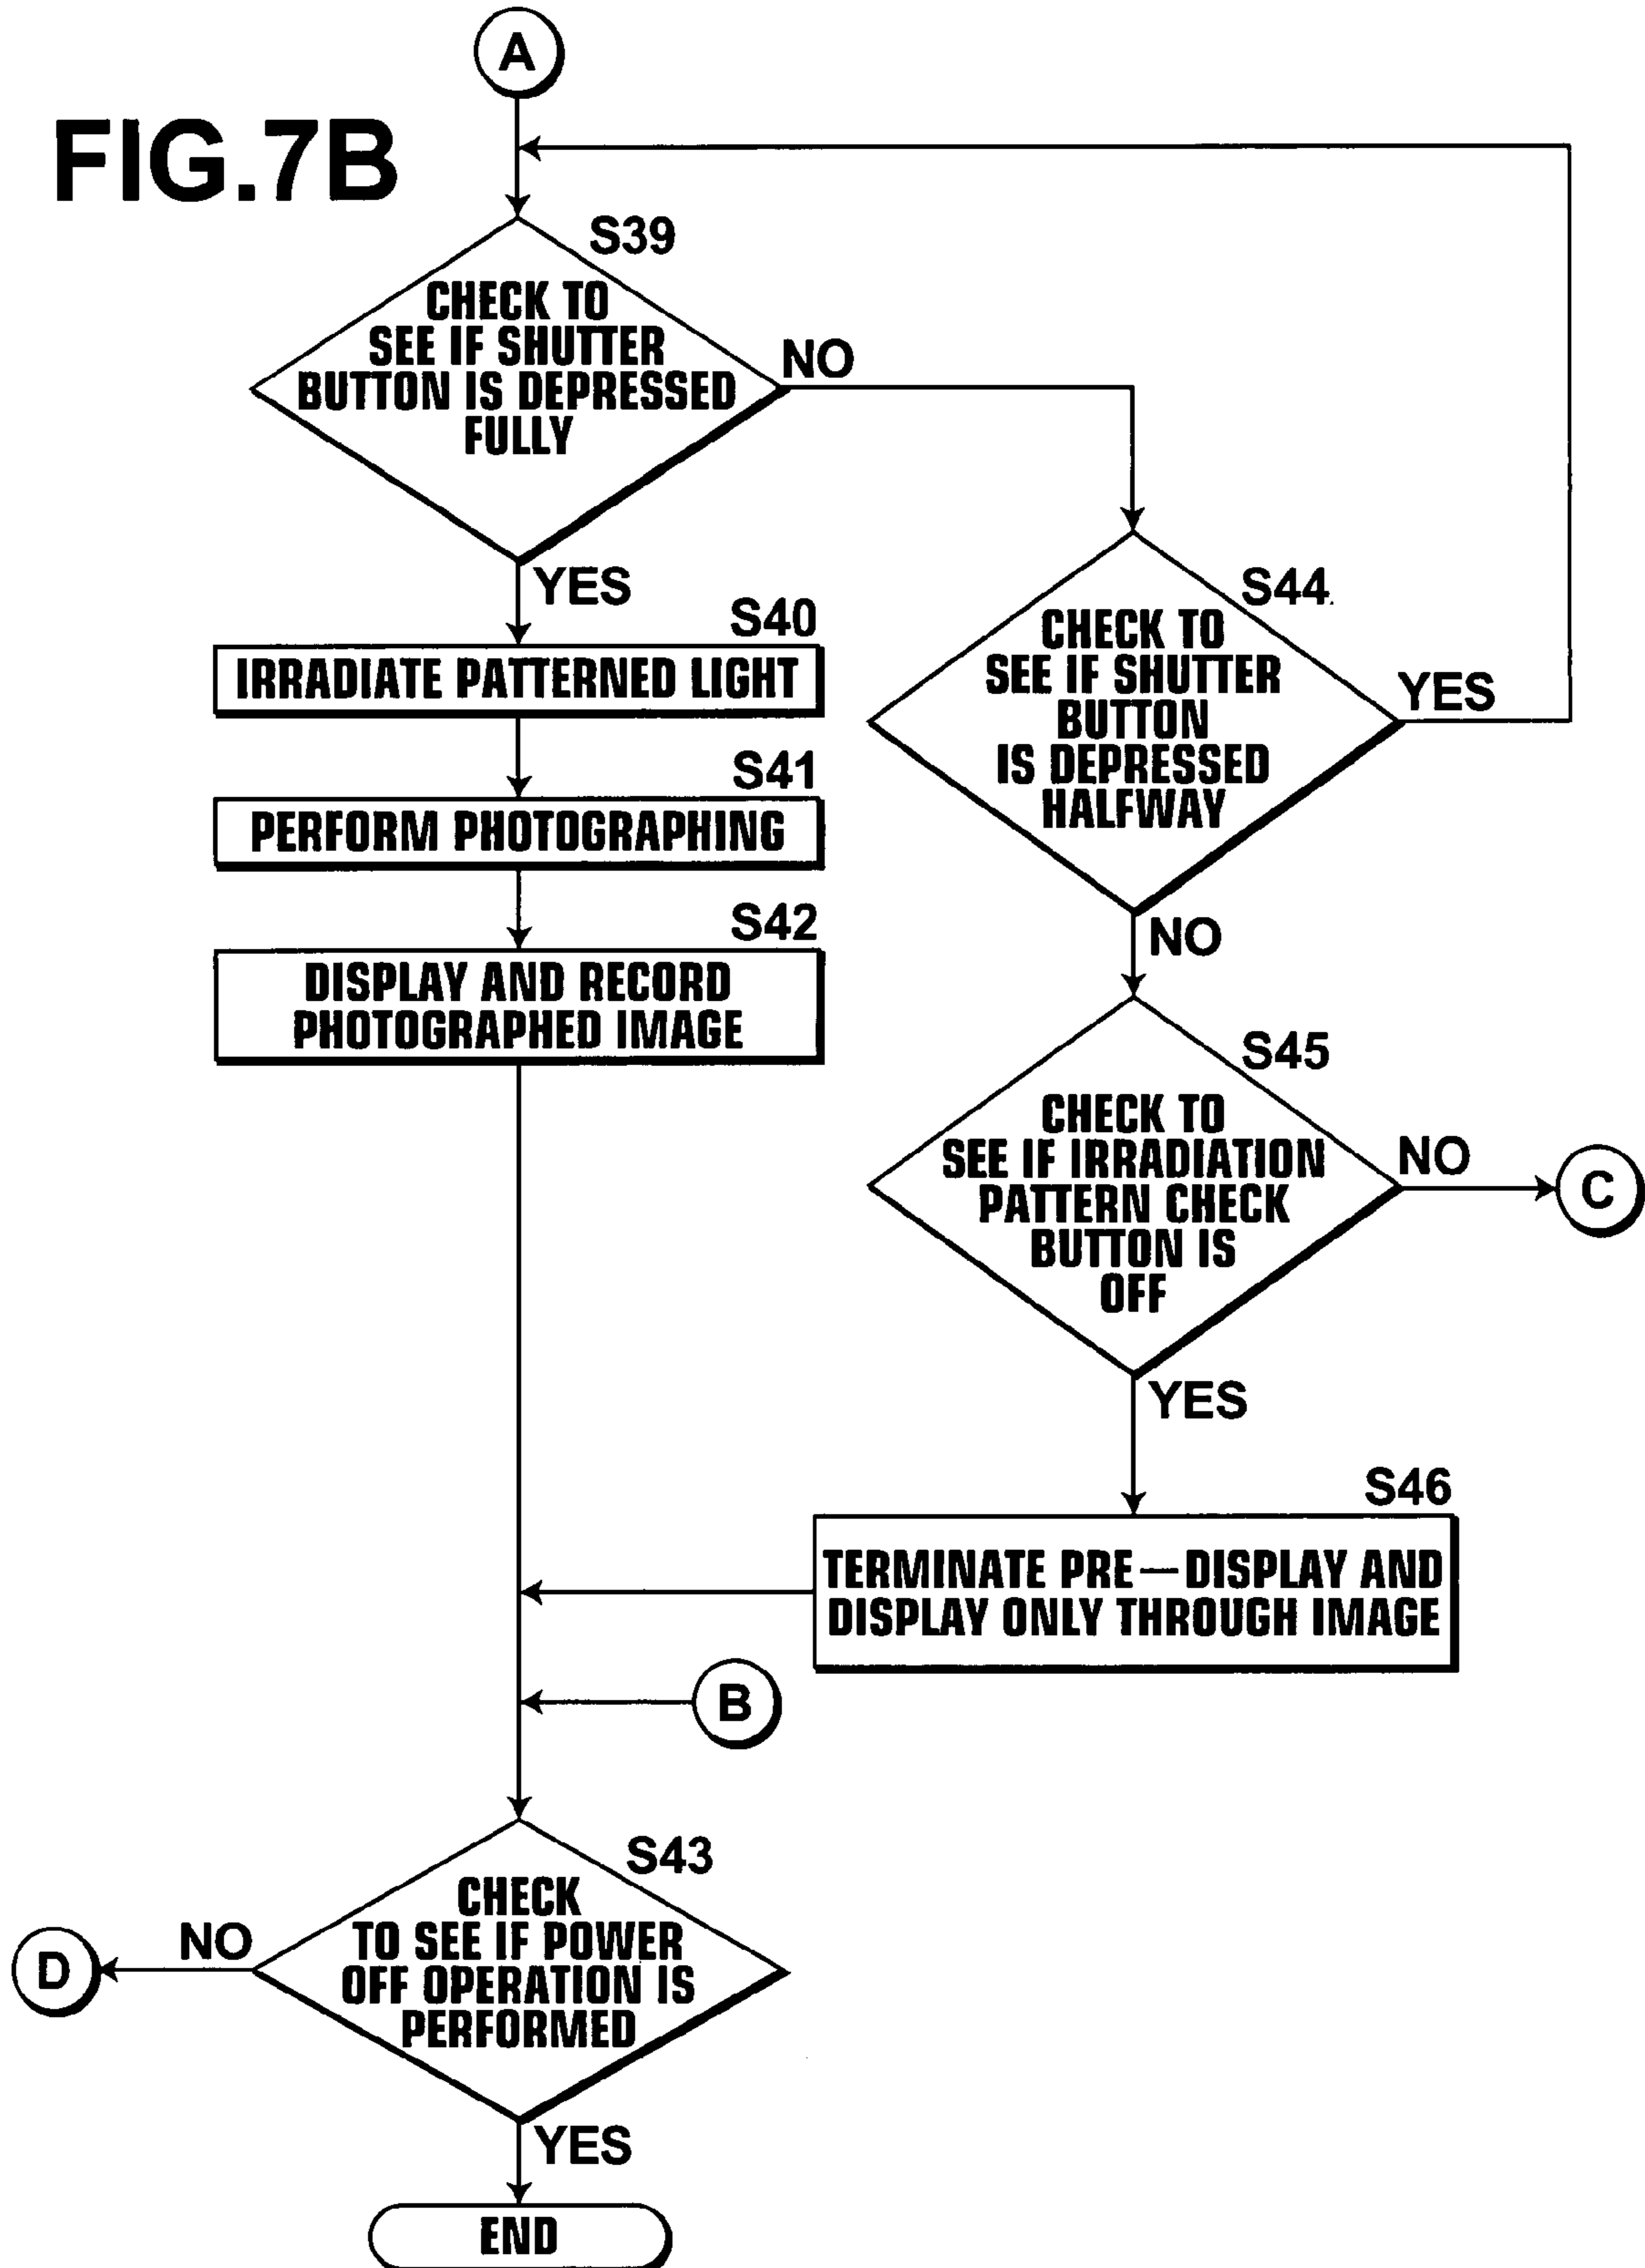 A
FIG.7B
S39
CHECK TO
SEE IF SHUTTER
BUTTON IS DEPRESSED
FULLY
NO
YES
S40
IRRADIATE PATTERNED LIGHT
S41
PERFORM PHOTOGRAPHING
S42
DISPLAY AND RECORD
PHOTOGRAPHED IMAGE
S44
CHECK TO
SEE IF SHUTTER
BUTTON
IS DEPRESSED
HALFWAY
YES
NO
S45
CHECK TO
SEE IF IRRADIATION
PATTERN CHECK
BUTTON IS
OFF
NO
C
YES
S46
TERMINATE PRE—DISPLAY AND
DISPLAY ONLY THROUGH IMAGE
B
S43
CHECK
TO SEE IF POWER
OFF OPERATION IS
PERFORMED
NO
D
YES
END